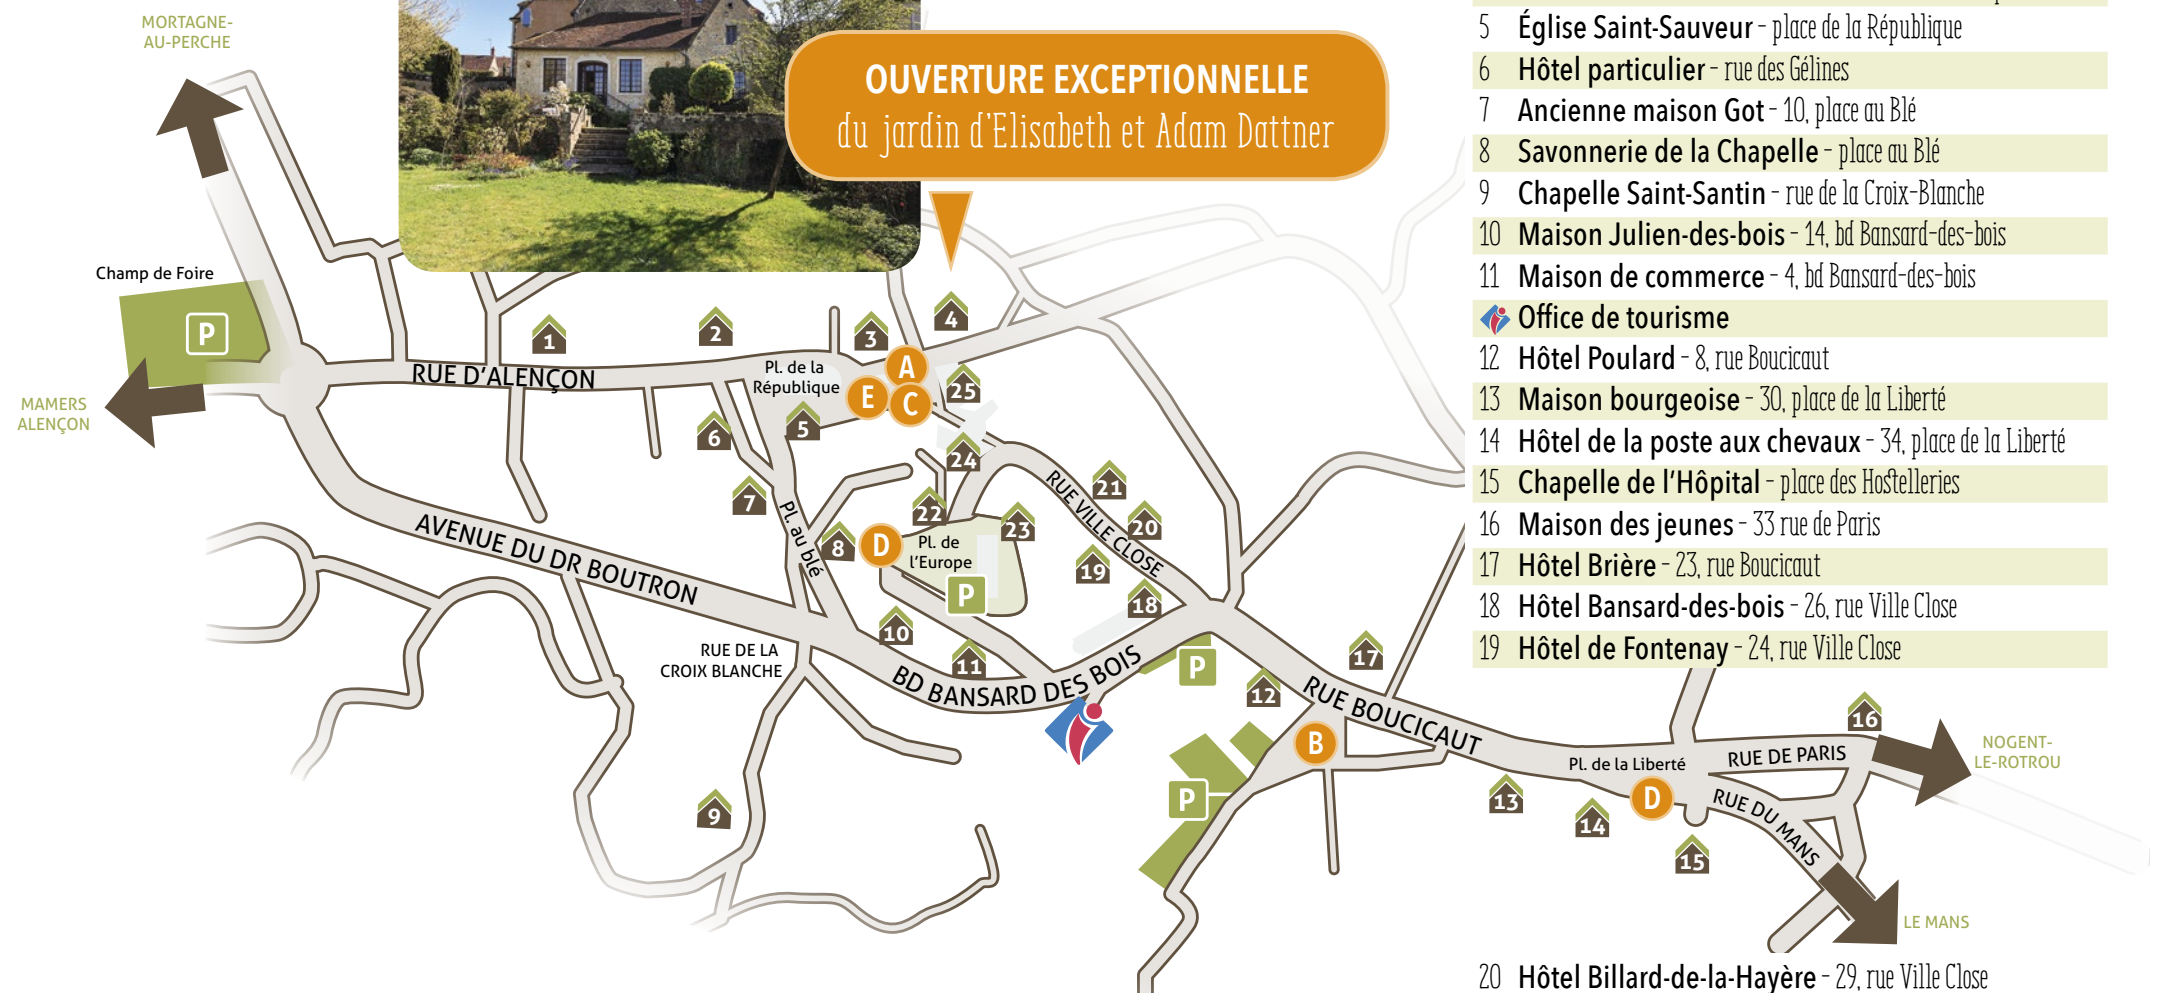 MORTAGNE-
AU-PERCHE
OUVERTURE EXCEPTIONNELLE
du jardin d'Elisabeth et Adam Dattner
Champ de Foire
P
MAMERS
ALENÇON
1
2
3
4
RUE D'ALENÇON
Pl. de la
République
A
E
C
25
5
6
24
7
Pl. au blé
8
D
22
Pl. de
l'Europe
P
23
RUE VILLE CLOSE
21
20
19
18
AVENUE DU DR BOUTRON
10
11
RUE DE LA
CROIX BLANCHE
BD BANSARD DES BOIS
P
9
12
17
RUE BOUCICAUT
B
P
Pl. de la Liberté
D
13
14
15
RUE DE PARIS
16
RUE DU MANS
NOGENT-
LE-ROTROU
LE MANS
5 Église Saint-Sauveur - place de la République
6 Hôtel particulier - rue des Gélines
7 Ancienne maison Got - 10, place au Blé
8 Savonnerie de la Chapelle - place au Blé
9 Chapelle Saint-Santin - rue de la Croix-Blanche
10 Maison Julien-des-bois - 14, bd Bansard-des-bois
11 Maison de commerce - 4, bd Bansard-des-bois
Office de tourisme
12 Hôtel Poulard - 8, rue Boucicaut
13 Maison bourgeoise - 30, place de la Liberté
14 Hôtel de la poste aux chevaux - 34, place de la Liberté
15 Chapelle de l'Hôpital - place des Hostelleries
16 Maison des jeunes - 33 rue de Paris
17 Hôtel Brière - 23, rue Boucicaut
18 Hôtel Bansard-des-bois - 26, rue Ville Close
19 Hôtel de Fontenay - 24, rue Ville Close
20 Hôtel Billard-de-la-Hayère - 29, rue Ville Close